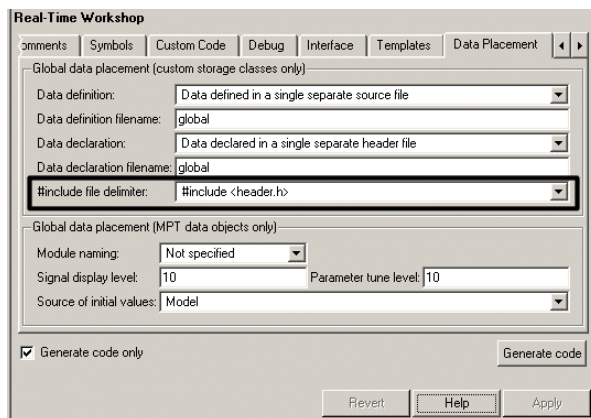 Real-Time Workshop
omments Symbols Custom Code Debug Interface Templates Data Placement
Global data placement (custom storage classes only)
Data definition: Data defined in a single separate source file
Data definition filename: global
Data declaration: Data declared in a single separate header file
Data declaration filename: global
#include file delimiter: #include <header.h>
Global data placement (MPT data objects only)
Module naming: Not specified
Signal display level: 10 Parameter tune level: 10
Source of initial values: Model
Generate code only Generate code
Revert Help Apply